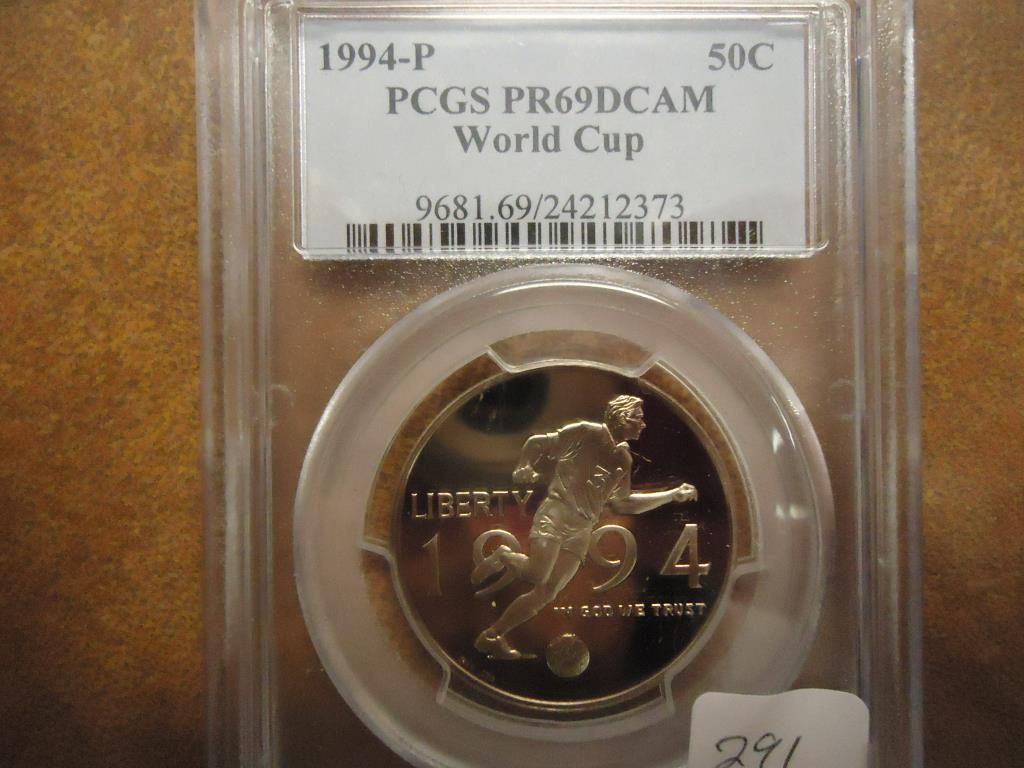 1994-P 50C
PCGS PR69DCAM
World Cup
9681.69/24212373
LIBERTY
1994
IN GOD WE TRUST
291